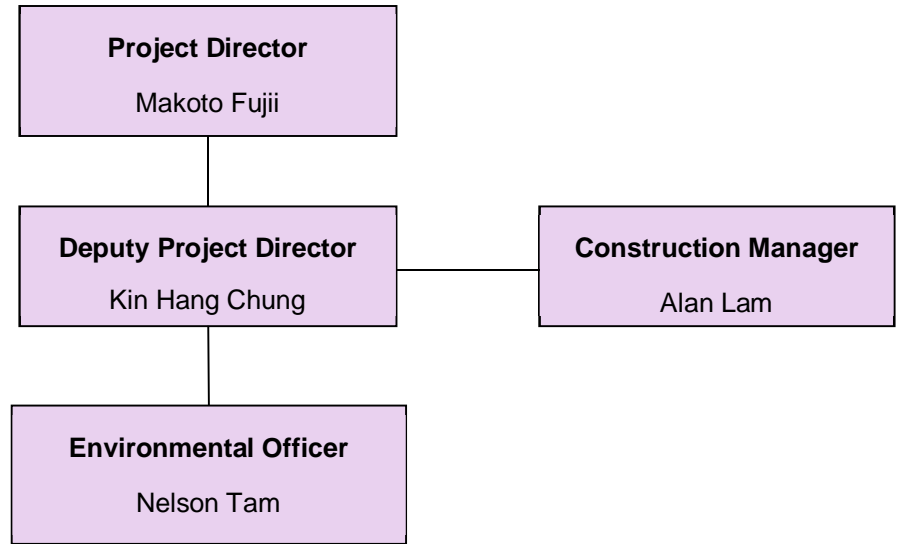 Project Director
Makoto Fujii
Deputy Project Director
Kin Hang Chung
Construction Manager
Alan Lam
Environmental Officer
Nelson Tam